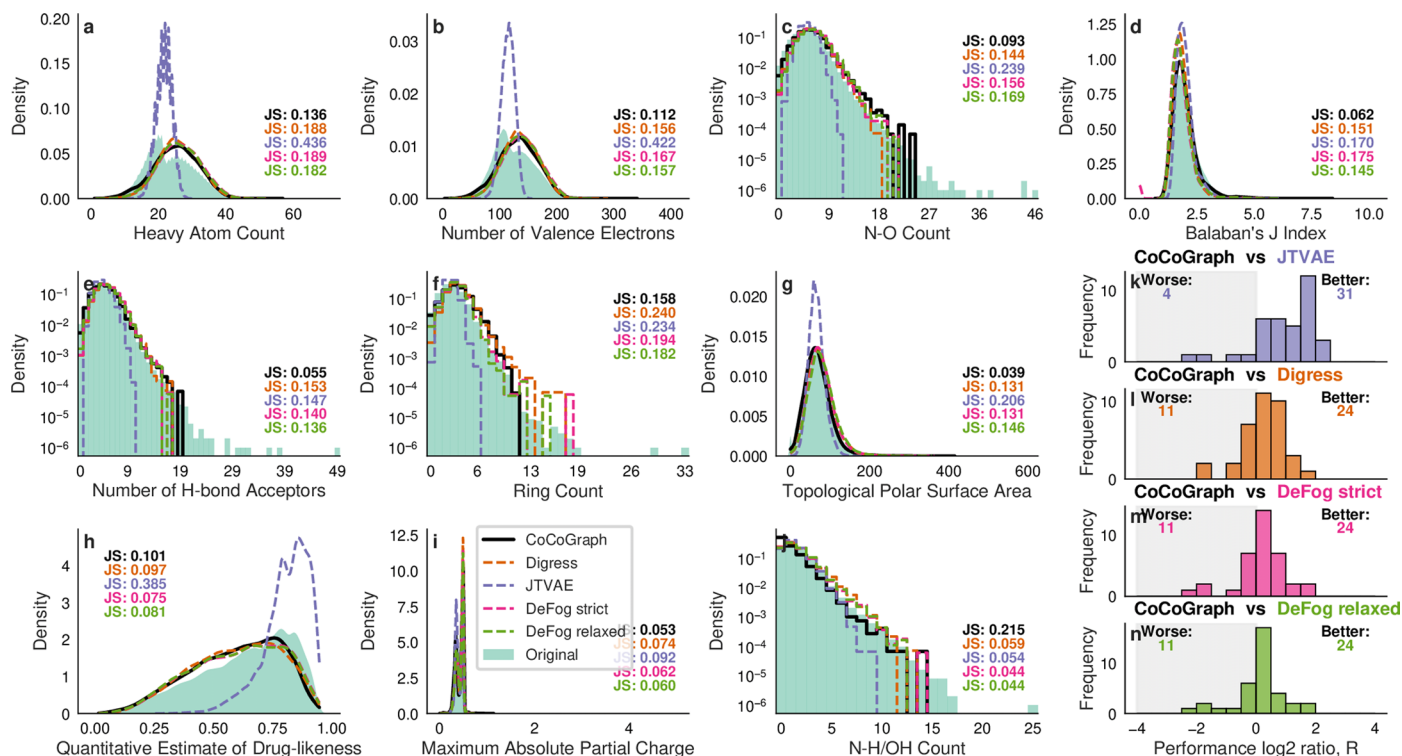 a
0.20
0.15
0.10
0.05
0.00
Density
JS: 0.136
JS: 0.188
JS: 0.436
JS: 0.189
JS: 0.182
0 20 40 60
Heavy Atom Count
b
0.03
0.02
0.01
0.00
Density
JS: 0.112
JS: 0.156
JS: 0.422
JS: 0.167
JS: 0.157
0 100 200 300 400
Number of Valence Electrons
c
10⁻¹
10⁻²
10⁻³
10⁻⁴
10⁻⁵
10⁻⁶
Density
JS: 0.093
JS: 0.144
JS: 0.239
JS: 0.156
JS: 0.169
0 9 18 27 36 46
N-O Count
d
1.25
1.00
0.75
0.50
0.25
0.00
Density
JS: 0.062
JS: 0.151
JS: 0.170
JS: 0.175
JS: 0.145
0.0 2.5 5.0 7.5 10.0
Balaban's J Index
e
10⁻¹
10⁻²
10⁻³
10⁻⁴
10⁻⁵
10⁻⁶
Density
JS: 0.055
JS: 0.153
JS: 0.147
JS: 0.140
JS: 0.136
0 9 19 29 39 49
Number of H-bond Acceptors
f
10⁻¹
10⁻²
10⁻³
10⁻⁴
10⁻⁵
10⁻⁶
Density
JS: 0.158
JS: 0.240
JS: 0.234
JS: 0.194
JS: 0.182
0 6 13 19 26 33
Ring Count
g
0.020
0.015
0.010
0.005
0.000
Density
JS: 0.039
JS: 0.131
JS: 0.206
JS: 0.131
JS: 0.146
0 200 400 600
Topological Polar Surface Area
h
4
3
2
1
0
Density
JS: 0.101
JS: 0.097
JS: 0.385
JS: 0.075
JS: 0.081
0.00 0.25 0.50 0.75 1.00
Quantitative Estimate of Drug-likeness
i
12.5
10.0
7.5
5.0
2.5
0.0
Density
CoCoGraph
Digress
JTVAE
DeFog strict
DeFog relaxed
Original
JS: 0.053
JS: 0.074
JS: 0.092
JS: 0.062
JS: 0.060
0 2 4
Maximum Absolute Partial Charge
10⁻¹
10⁻²
10⁻³
10⁻⁴
10⁻⁵
10⁻⁶
Density
JS: 0.215
JS: 0.059
JS: 0.054
JS: 0.044
JS: 0.044
0 5 10 15 20 25
N-H/OH Count
CoCoGraph vs JTVAE
k
Worse: Better:
4 31
10
0
Frequency
CoCoGraph vs Digress
l
Worse: Better:
11 24
10
0
Frequency
CoCoGraph vs DeFog strict
m
Worse: Better:
11 24
10
0
Frequency
CoCoGraph vs DeFog relaxed
n
Worse: Better:
11 24
10
0
Frequency
−4 −2 0 2 4
Performance log2 ratio, R